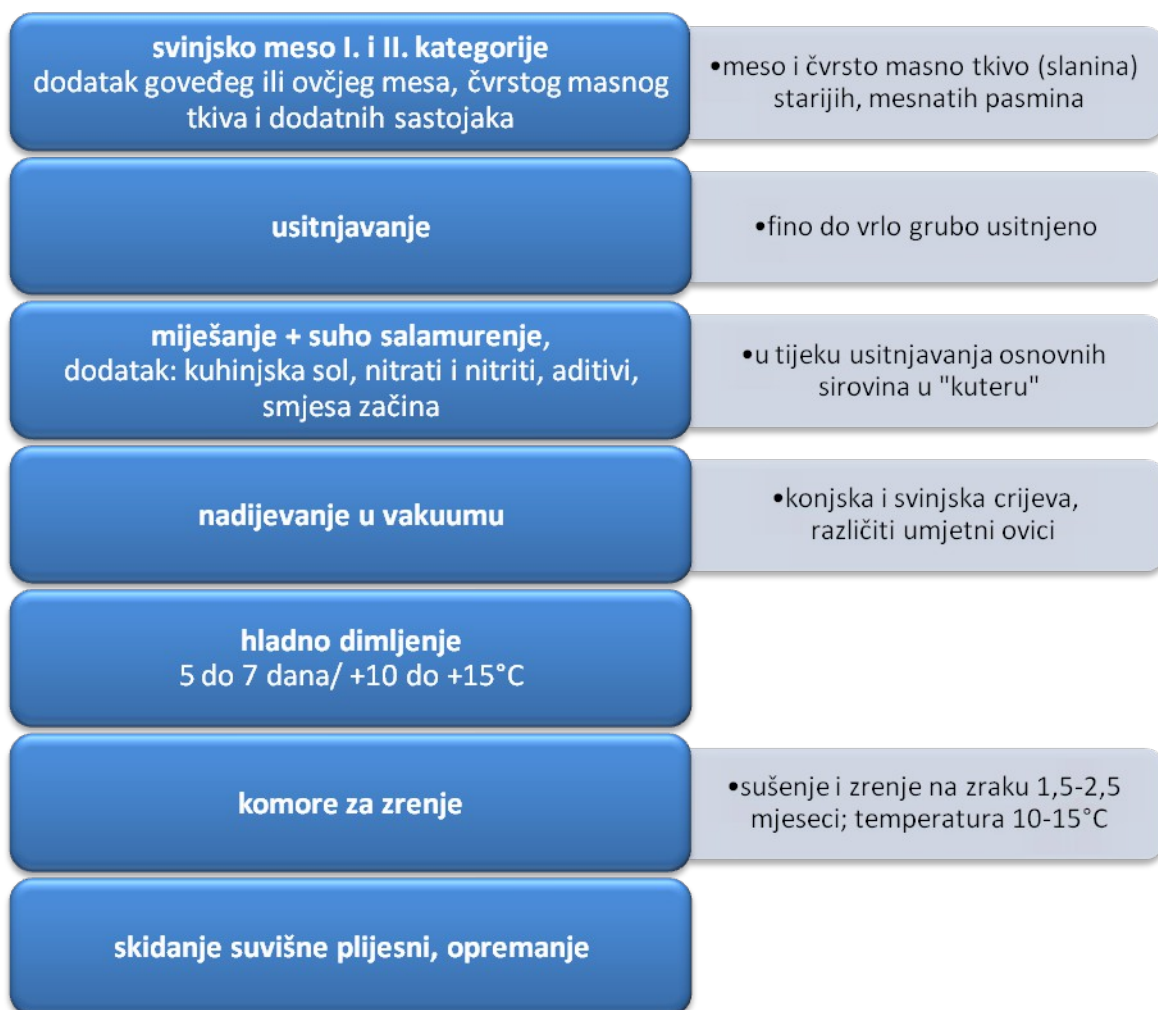 svinjsko meso I. i II. kategorije
dodatak goveđeg ili ovčjeg mesa, čvrstog masnog
tkiva i dodatnih sastojaka
•meso i čvrsto masno tkivo (slanina)
starijih, mesnatih pasmina
usitnjavanje
•fino do vrlo grubo usitnjeno
miješanje + suho salamurenje,
dodatak: kuhinjska sol, nitrati i nitriti, aditivi,
smjesa začina
•u tijeku usitnjavanja osnovnih
sirovina u "kuteru"
nadijevanje u vakuumu
•konjska i svinjska crijeva,
različiti umjetni ovici
hladno dimljenje
5 do 7 dana/ +10 do +15°C
komore za zrenje
•sušenje i zrenje na zraku 1,5-2,5
mjeseci; temperatura 10-15°C
skidanje suvišne plijesni, opremanje